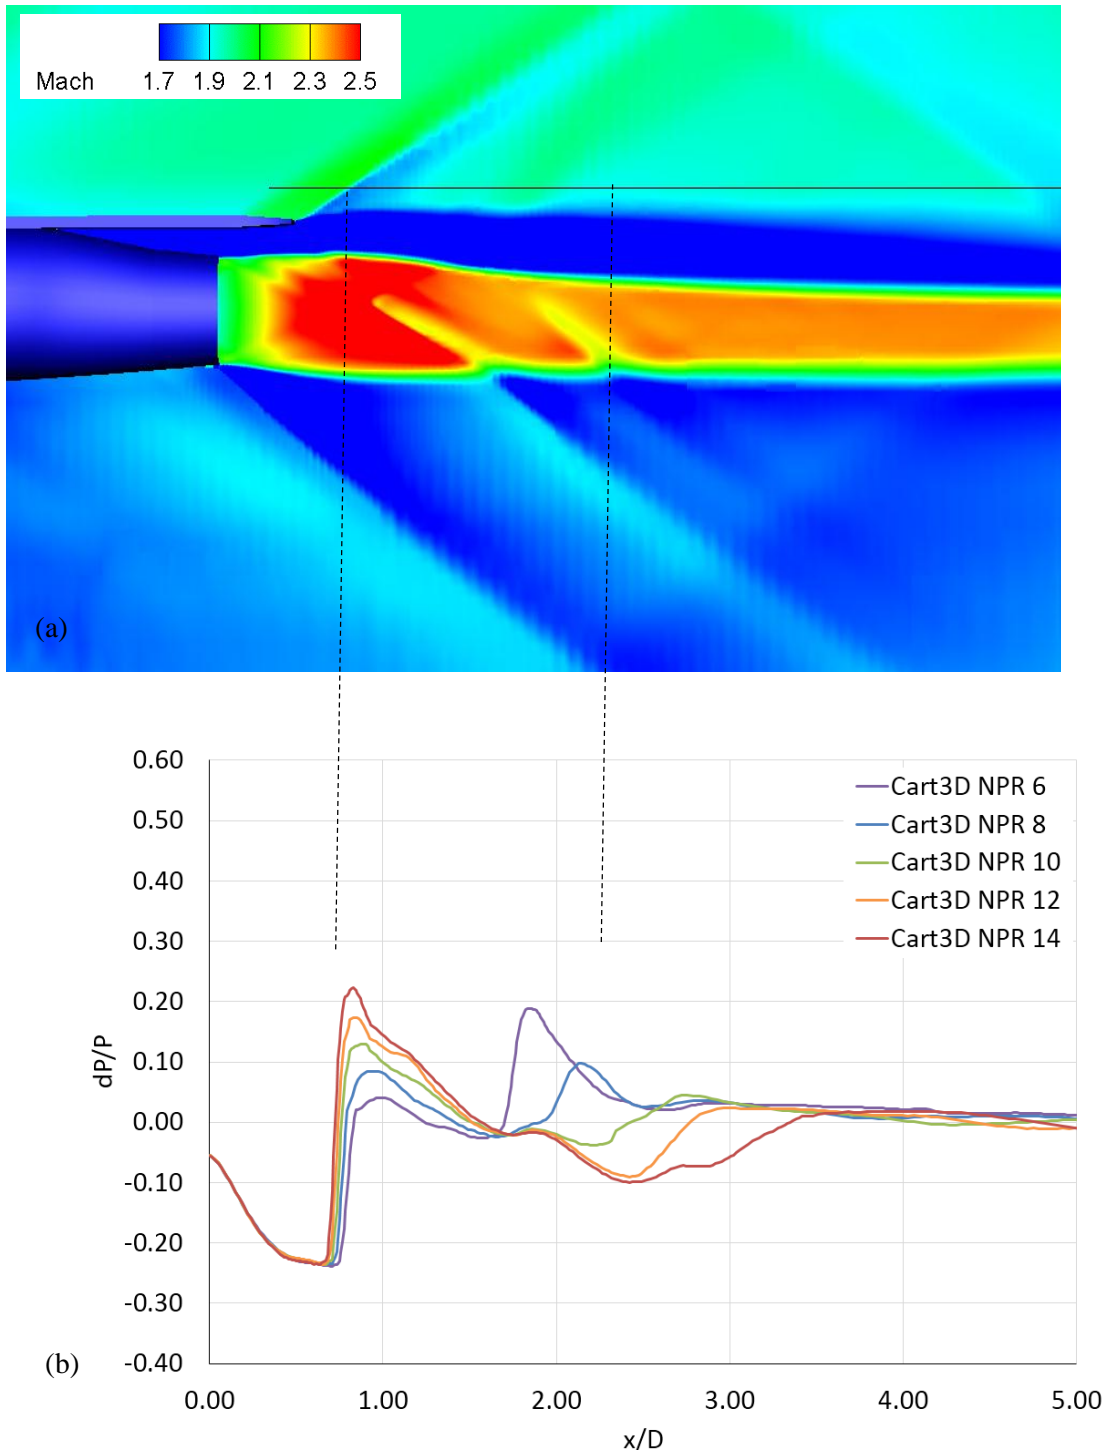 Mach 1.7 1.9 2.1 2.3 2.5
(a)
0.60
0.50
0.40
0.30
0.20
0.10
0.00
-0.10
-0.20
-0.30
-0.40
dP/P
Cart3D NPR 6
Cart3D NPR 8
Cart3D NPR 10
Cart3D NPR 12
Cart3D NPR 14
(b)
0.00 1.00 2.00 3.00 4.00 5.00
x/D